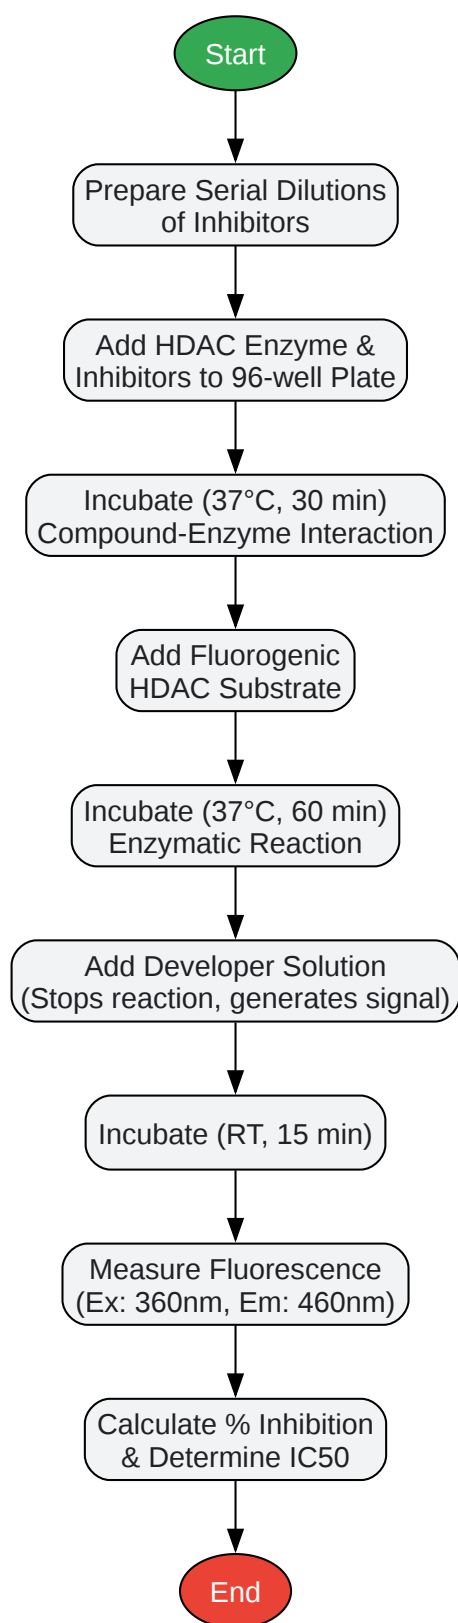 Start
Prepare Serial Dilutions
of Inhibitors
Add HDAC Enzyme &
Inhibitors to 96-well Plate
Incubate (37°C, 30 min)
Compound-Enzyme Interaction
Add Fluorogenic
HDAC Substrate
Incubate (37°C, 60 min)
Enzymatic Reaction
Add Developer Solution
(Stops reaction, generates signal)
Incubate (RT, 15 min)
Measure Fluorescence
(Ex: 360nm, Em: 460nm)
Calculate % Inhibition
& Determine IC50
End